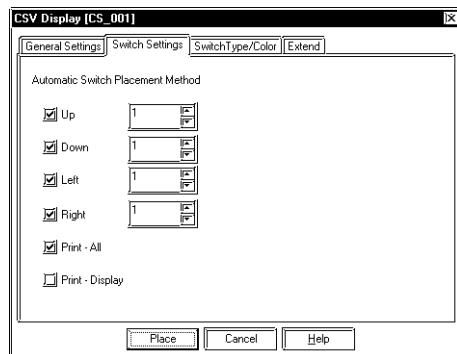 CSV Display [CS_001]
General Settings Switch Settings SwitchType/Color Extend
Automatic Switch Placement Method
Up 1
Down 1
Left 1
Right 1
Print - All
Print - Display
Place Cancel Help